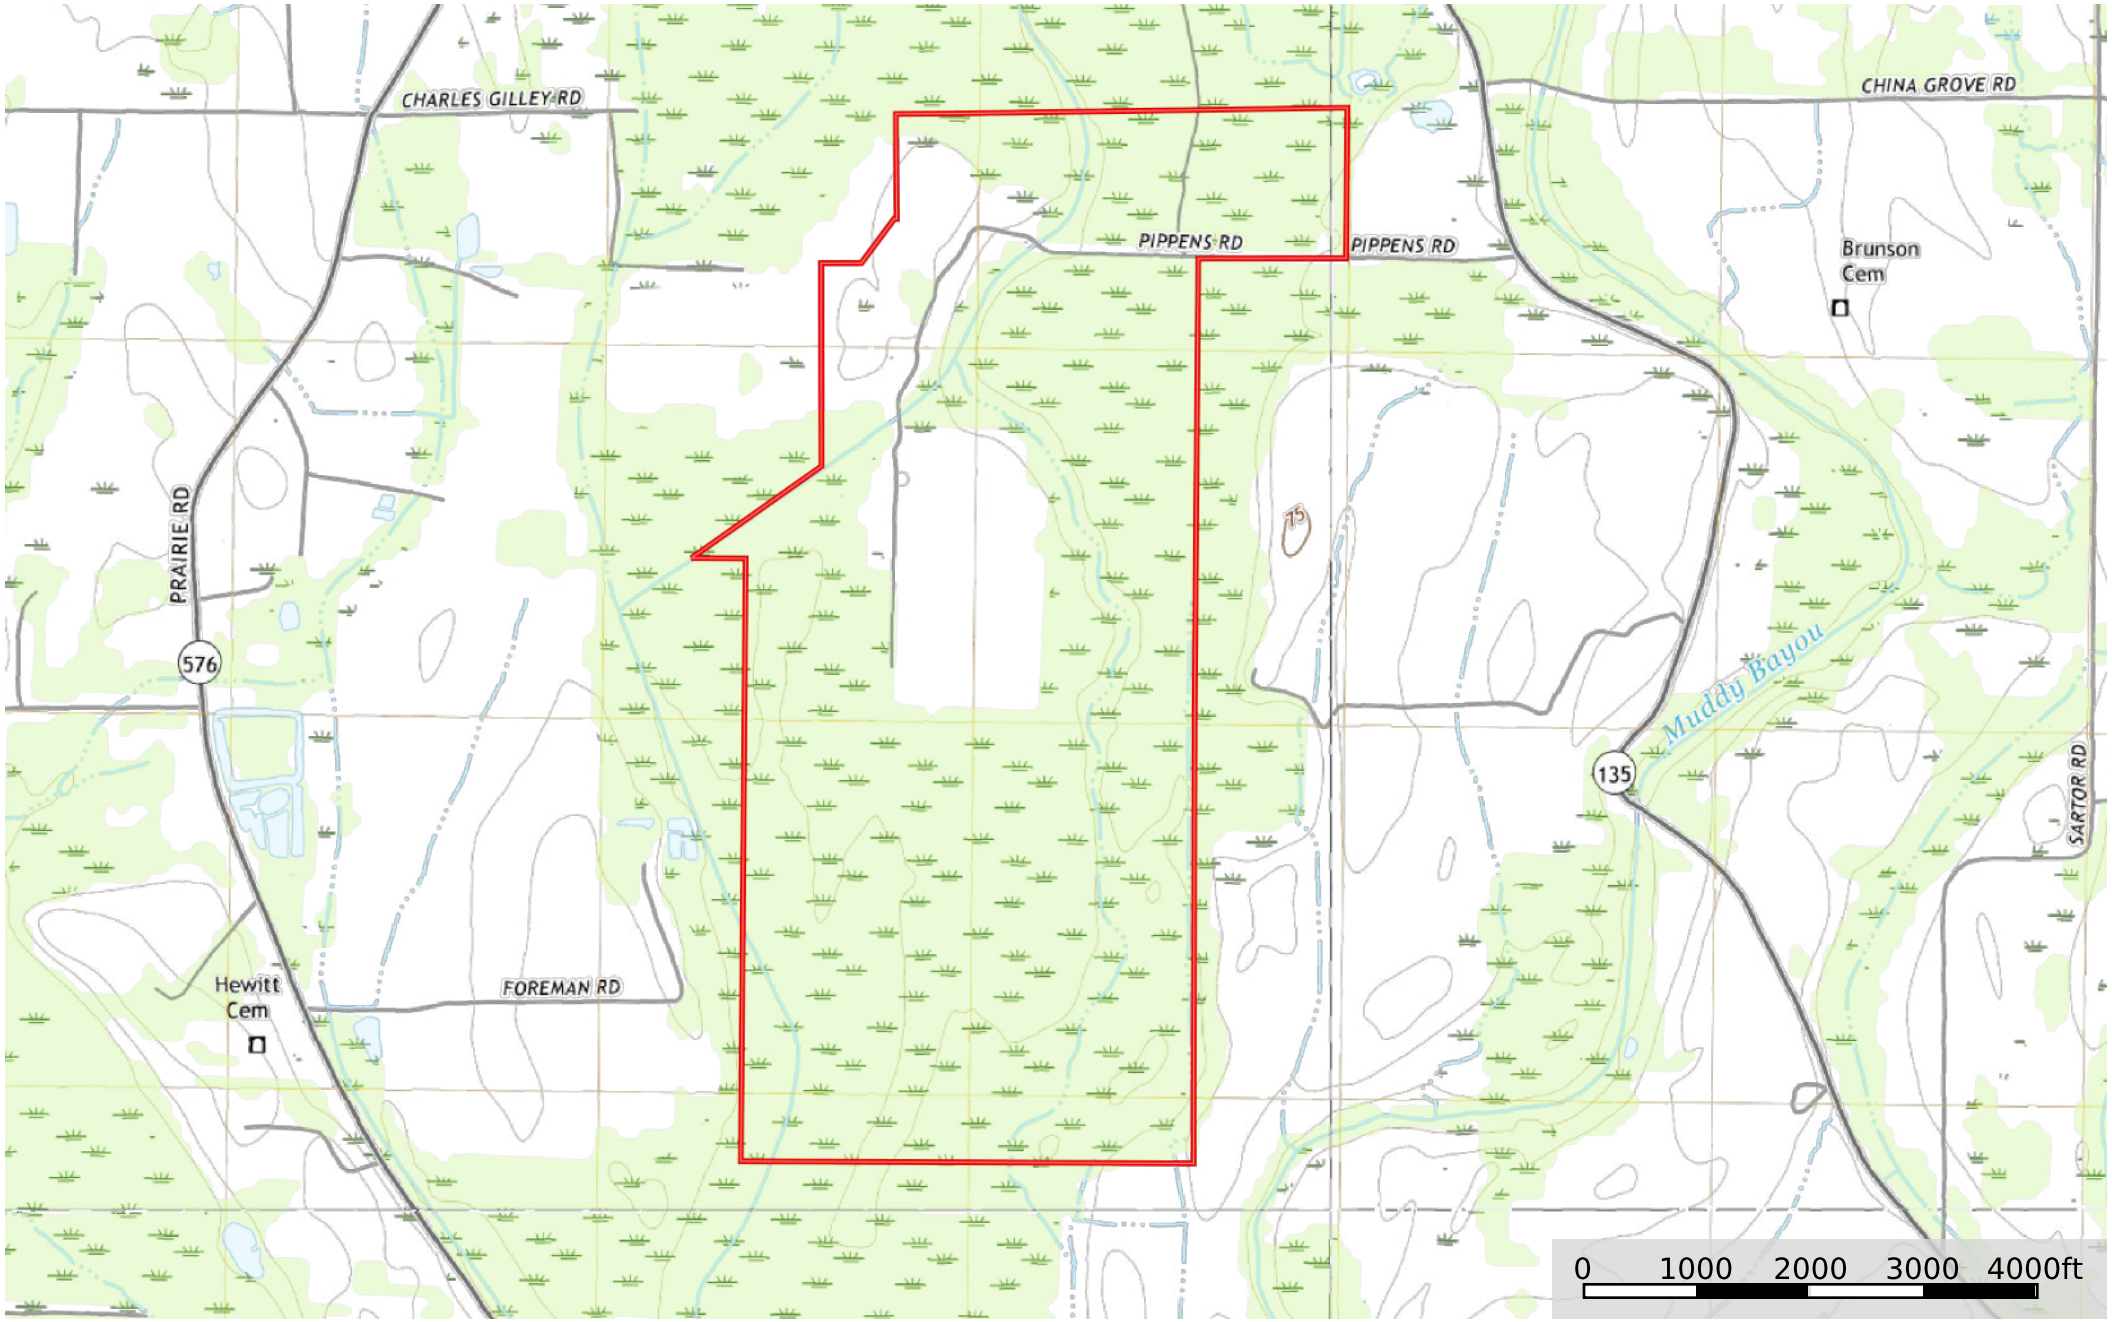 CHINA GROVE RD
CHARLES GILLEY RD
PIPPENS RD
PIPPENS RD
Brunson
Cem
PRAIRIE RD
75
576
Muddy Bayou
135
SARTOR RD
FOREMAN RD
Hewitt
Cem
0 1000 2000 3000 4000ft